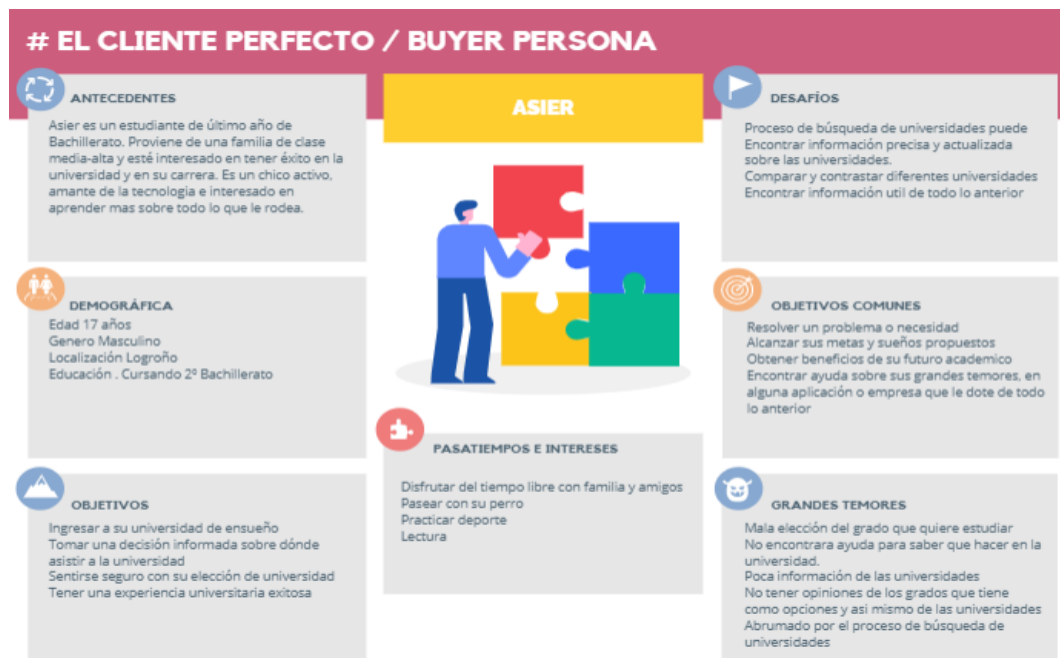 # EL CLIENTE PERFECTO / BUYER PERSONA
ANTECEDENTES
Asier es un estudiante de último año de
Bachillerato. Proviene de una familia de clase
media-alta y esté interesado en tener éxito en la
universidad y en su carrera. Es un chico activo,
amante de la tecnologia e interesado en
aprender mas sobre todo lo que le rodea.
DEMOGRÁFICA
Edad 17 años
Genero Masculino
Localización Logroño
Educación . Cursando 2º Bachillerato
OBJETIVOS
Ingresar a su universidad de ensueño
Tomar una decisión informada sobre dónde
asistir a la universidad
Sentirse seguro con su elección de universidad
Tener una experiencia universitaria exitosa
ASIER
PASATIEMPOS E INTERESES
Disfrutar del tiempo libre con familia y amigos
Pasear con su perro
Practicar deporte
Lectura
DESAFÍOS
Proceso de búsqueda de universidades puede
Encontrar información precisa y actualizada
sobre las universidades.
Comparar y contrastar diferentes universidades
Encontrar información util de todo lo anterior
OBJETIVOS COMUNES
Resolver un problema o necesidad
Alcanzar sus metas y sueños propuestos
Obtener beneficios de su futuro academico
Encontrar ayuda sobre sus grandes temores, en
alguna aplicación o empresa que le dote de todo
lo anterior
GRANDES TEMORES
Mala elección del grado que quiere estudiar
No encontrara ayuda para saber que hacer en la
universidad.
Poca información de las universidades
No tener opiniones de los grados que tiene
como opciones y asi mismo de las universidades
Abrumado por el proceso de búsqueda de
universidades